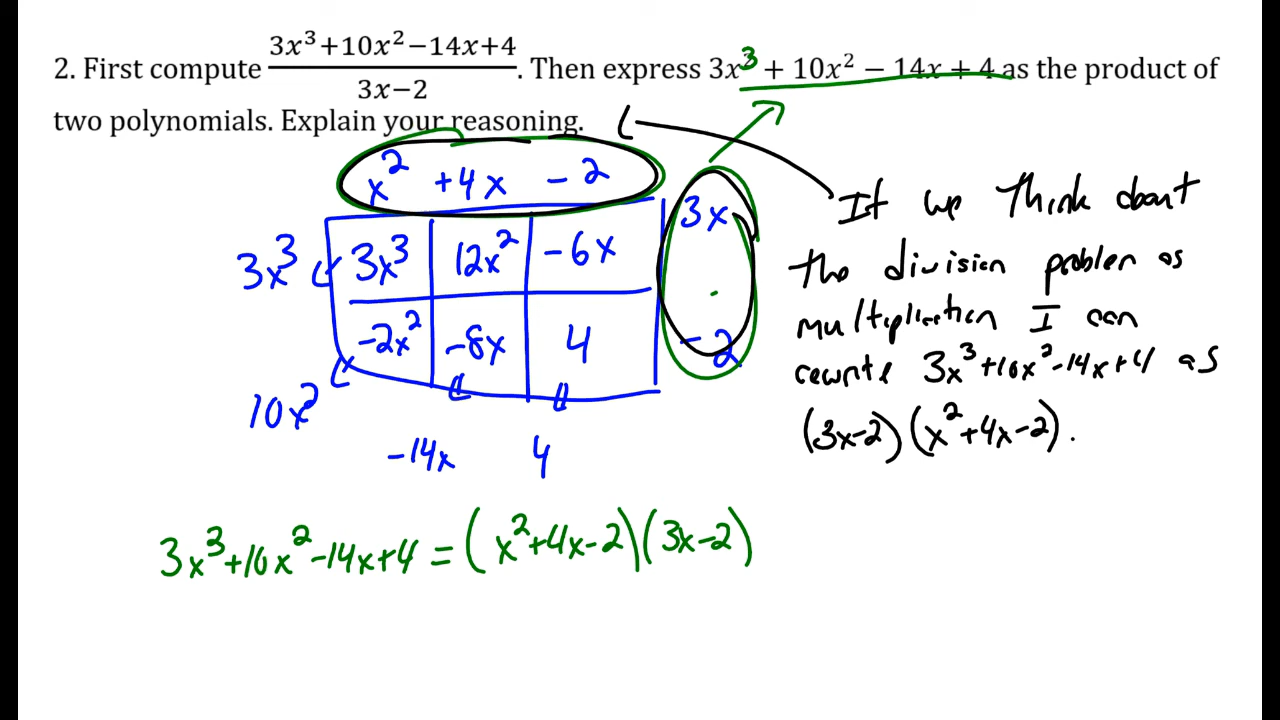 2. First compute (3x³+10x²−14x+4)/(3x−2). Then express 3x³ + 10x² − 14x + 4 as the product of
two polynomials. Explain your reasoning.
x² +4x −2
3x³ 3x³ 12x² −6x 3x
10x² −2x² −8x 4 −2
−14x 4
3x³+10x²−14x+4 = (x²+4x−2)(3x−2)
If we think about
the division problem as
multiplication I can
rewrite 3x³+10x²−14x+4 as
(3x−2)(x²+4x−2).